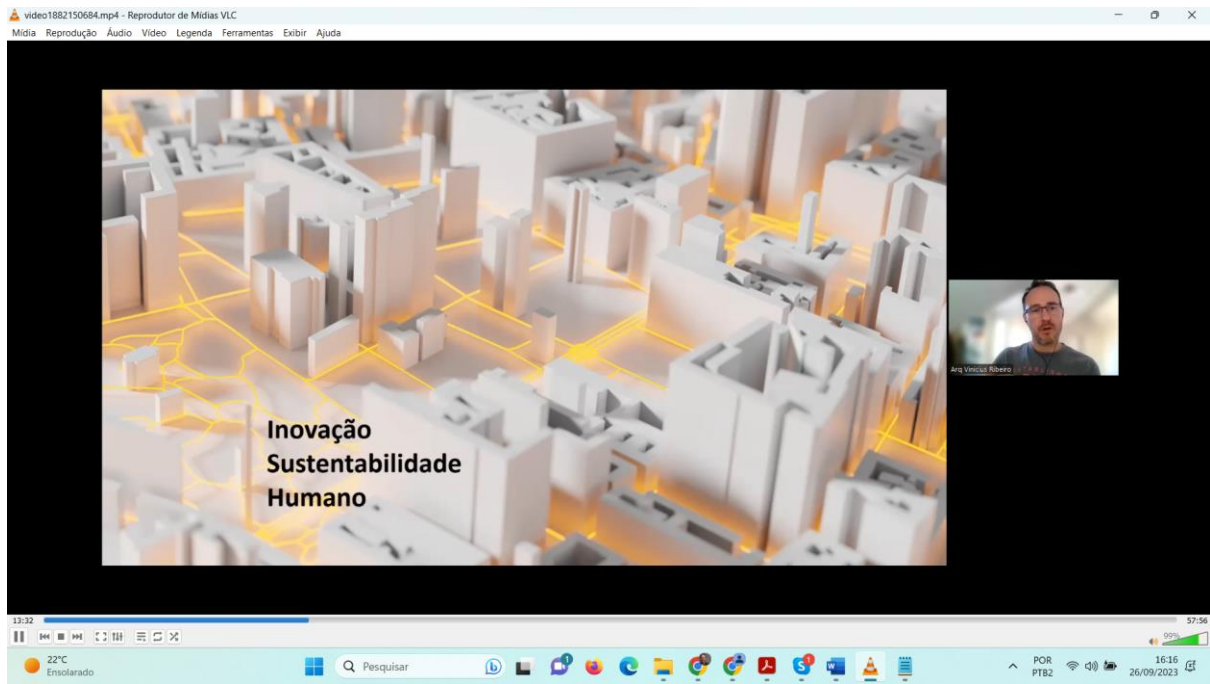 video1882150684.mp4 - Reprodutor de Mídias VLC
Mídia Reprodução Áudio Vídeo Legenda Ferramentas Exibir Ajuda
Inovação
Sustentabilidade
Humano
Arq Vinicius Ribeiro
13:32
57:56
99%
22°C
Ensolarado
Pesquisar
POR
PTB2
16:16
26/09/2023